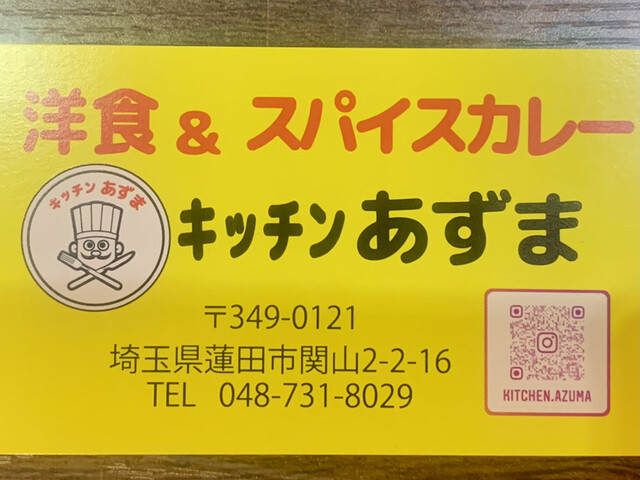 洋食 & スパイスカレー
キッチン あずま
キッチン あずま
〒349-0121
埼玉県蓮田市関山2-2-16
TEL 048-731-8029
KITCHEN.AZUMA